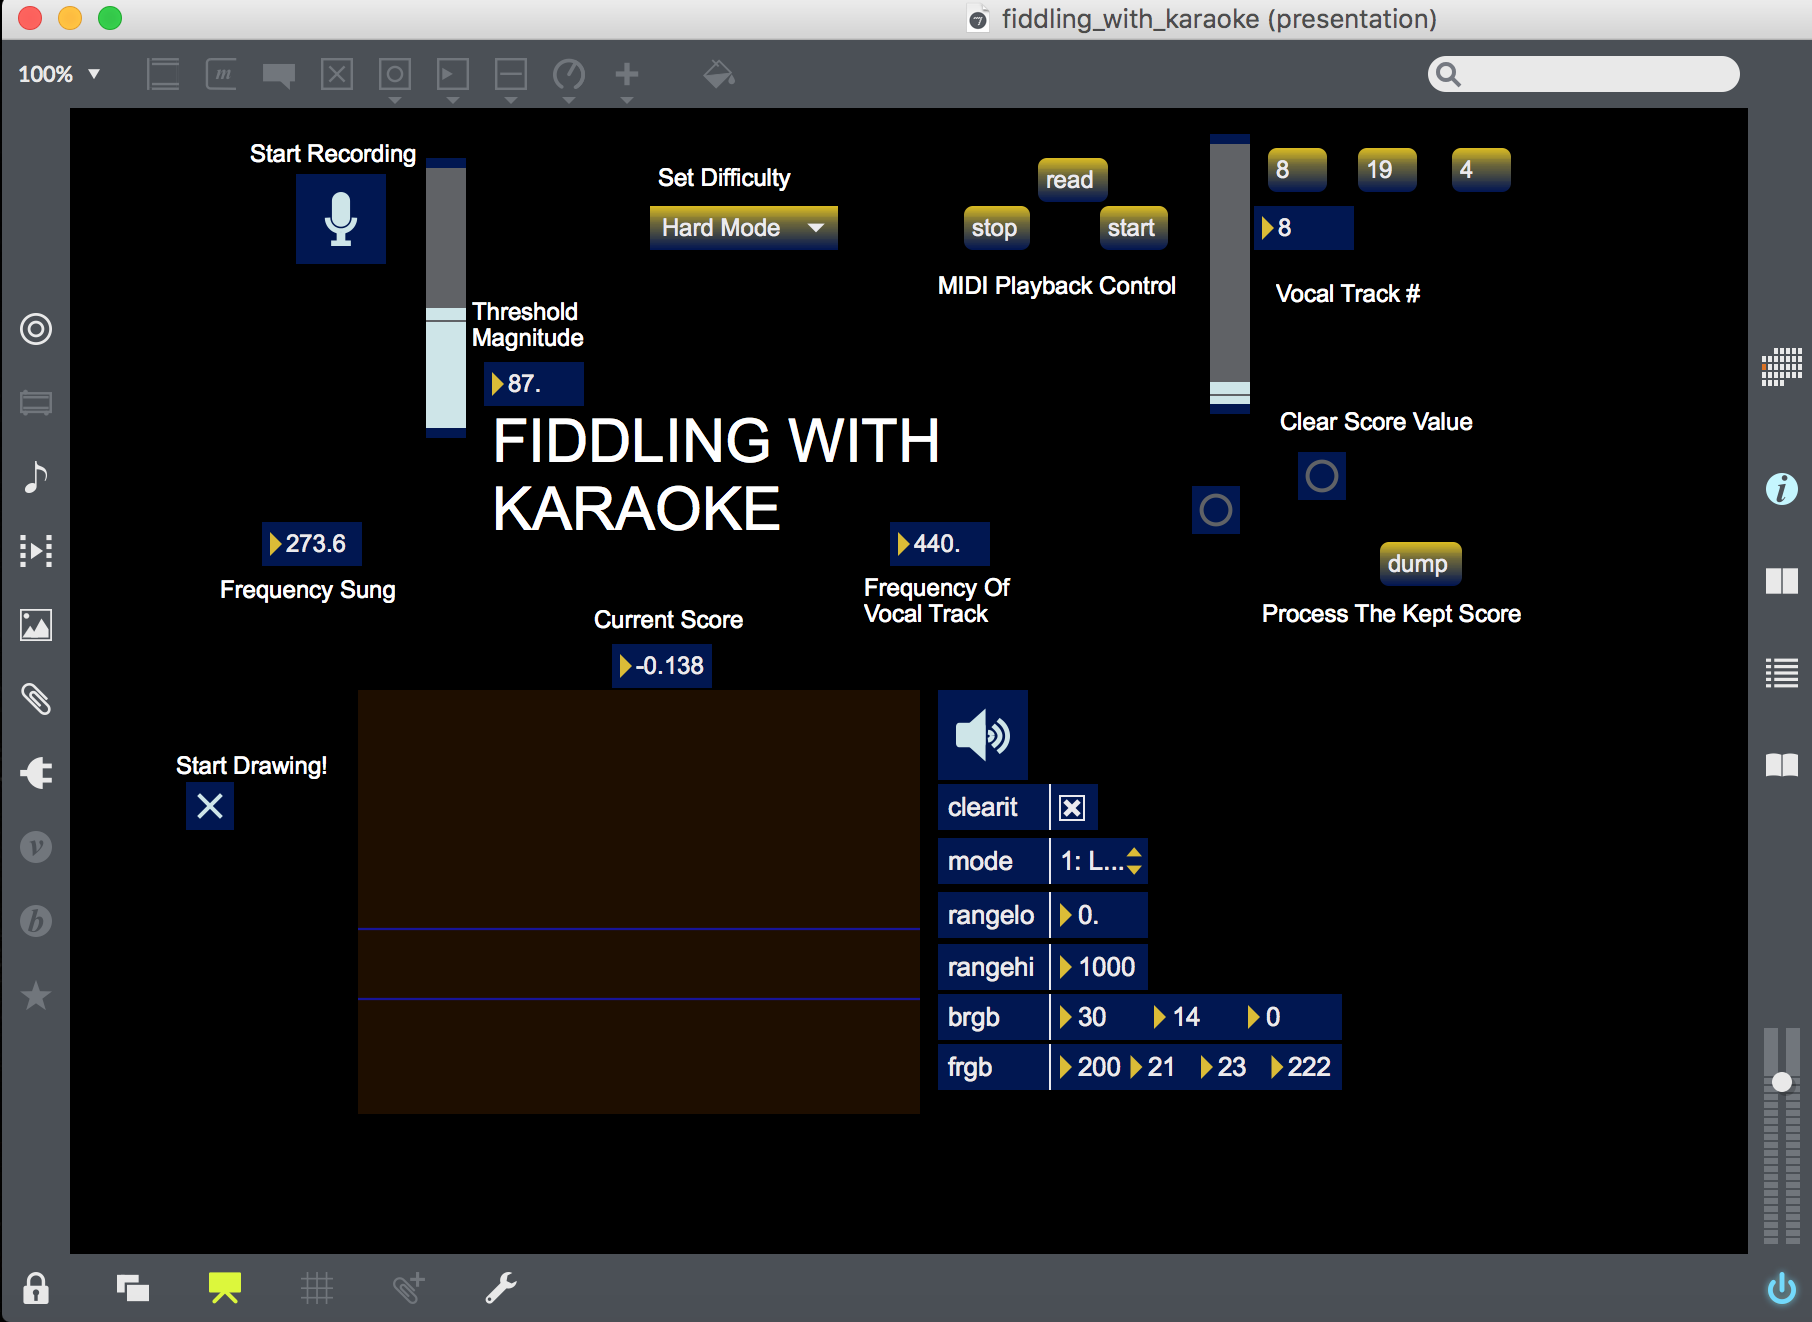 fiddling_with_karaoke (presentation)
100%
Start Recording
Set Difficulty
Hard Mode
read
stop
start
MIDI Playback Control
8
19
4
8
Vocal Track #
Threshold
Magnitude
87.
FIDDLING WITH
KARAOKE
Clear Score Value
273.6
Frequency Sung
440.
Frequency Of
Vocal Track
dump
Process The Kept Score
Current Score
-0.138
Start Drawing!
clearit
mode
1: L...
rangelo
0.
rangehi
1000
brgb
30
14
0
frgb
200
21
23
222